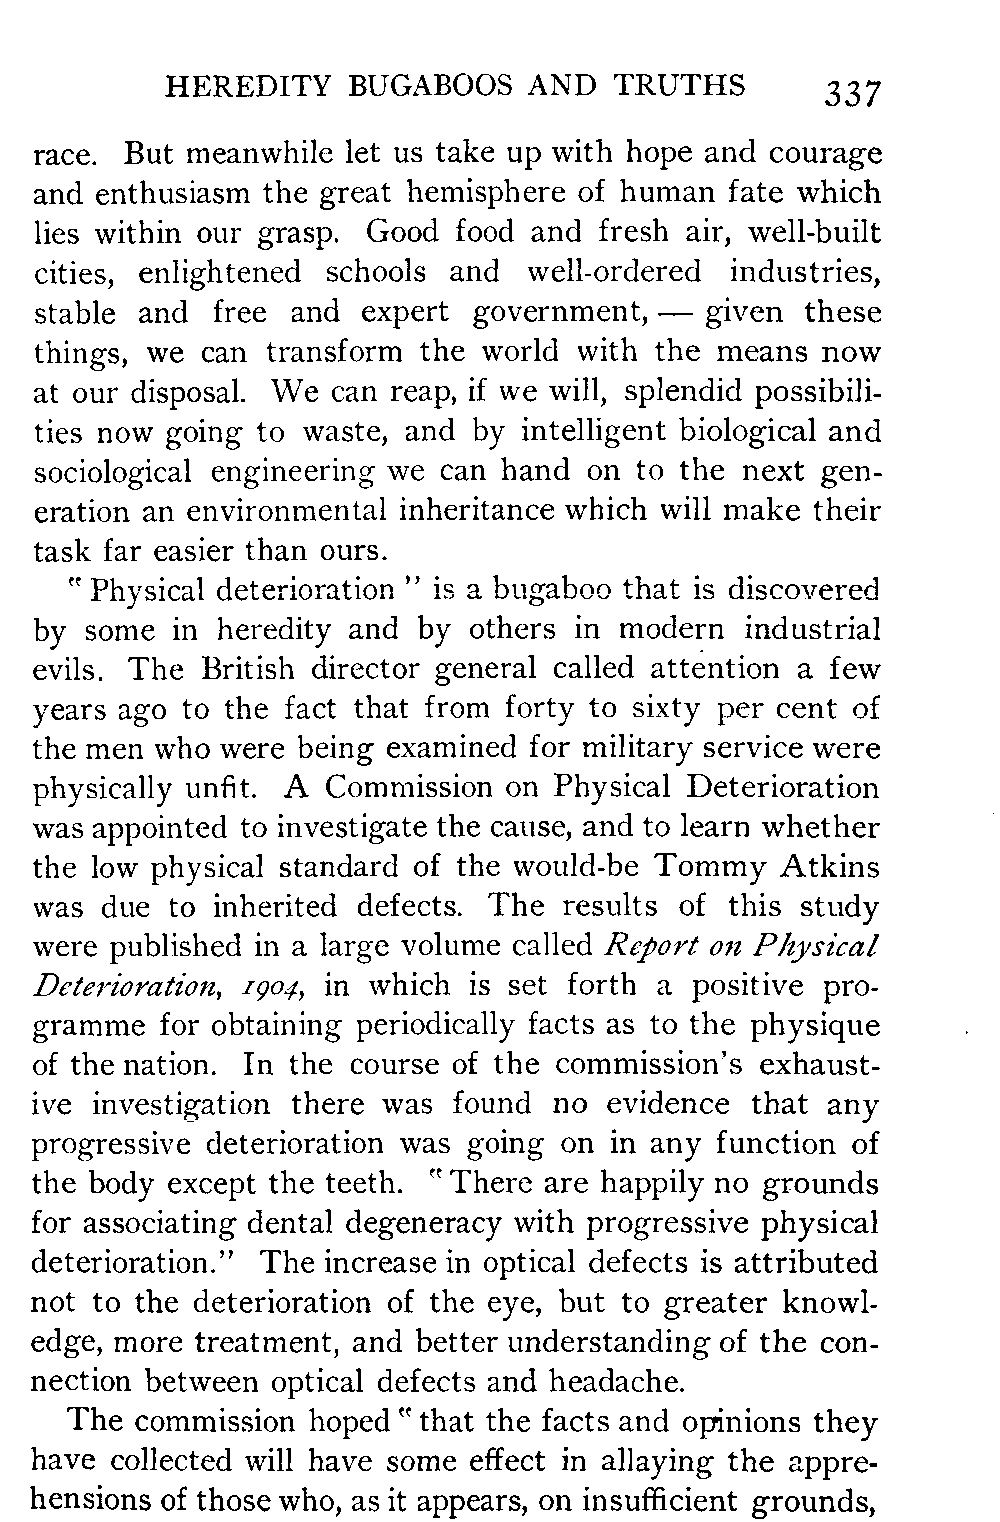 HEREDITY BUGABOOS AND TRUTHS 337
race. But meanwhile let us take up with hope and courage
and enthusiasm the great hemisphere of human fate which
lies within our grasp. Good food and fresh air, well-built
cities, enlightened schools and well-ordered industries,
stable and free and expert government, — given these
things, we can transform the world with the means now
at our disposal. We can reap, if we will, splendid possibili-
ties now going to waste, and by intelligent biological and
sociological engineering we can hand on to the next gen-
eration an environmental inheritance which will make their
task far easier than ours.
" Physical deterioration " is a bugaboo that is discovered
by some in heredity and by others in modern industrial
evils. The British director general called attention a few
years ago to the fact that from forty to sixty per cent of
the men who were being examined for military service were
physically unfit. A Commission on Physical Deterioration
was appointed to investigate the cause, and to learn whether
the low physical standard of the would-be Tommy Atkins
was due to inherited defects. The results of this study
were published in a large volume called Report on Physical
Deterioration, 1904, in which is set forth a positive pro-
gramme for obtaining periodically facts as to the physique
of the nation. In the course of the commission's exhaust-
ive investigation there was found no evidence that any
progressive deterioration was going on in any function of
the body except the teeth. " There are happily no grounds
for associating dental degeneracy with progressive physical
deterioration." The increase in optical defects is attributed
not to the deterioration of the eye, but to greater knowl-
edge, more treatment, and better understanding of the con-
nection between optical defects and headache.
The commission hoped " that the facts and opinions they
have collected will have some effect in allaying the appre-
hensions of those who, as it appears, on insufficient grounds,